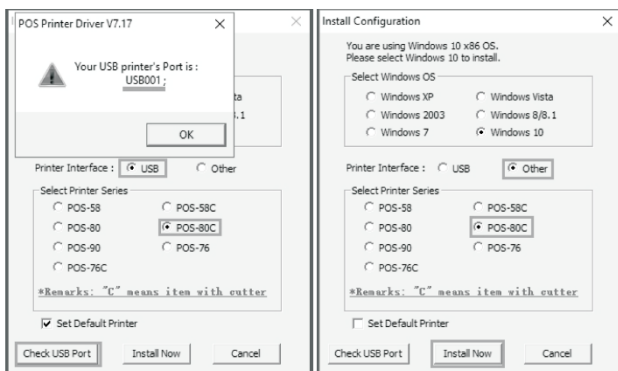 POS Printer Driver V7.17
Your USB printer's Port is :
USB001 ;
OK
ta
.1
Printer Interface : USB Other
Select Printer Series
POS-58 POS-58C
POS-80 POS-80C
POS-90 POS-76
POS-76C
*Remarks: "C" means item with cutter
Set Default Printer
Check USB Port Install Now Cancel
Install Configuration
You are using Windows 10 x86 OS.
Please select Windows 10 to install.
Select Windows OS
Windows XP Windows Vista
Windows 2003 Windows 8/8.1
Windows 7 Windows 10
Printer Interface : USB Other
Select Printer Series
POS-58 POS-58C
POS-80 POS-80C
POS-90 POS-76
POS-76C
*Remarks: "C" means item with cutter
Set Default Printer
Check USB Port Install Now Cancel